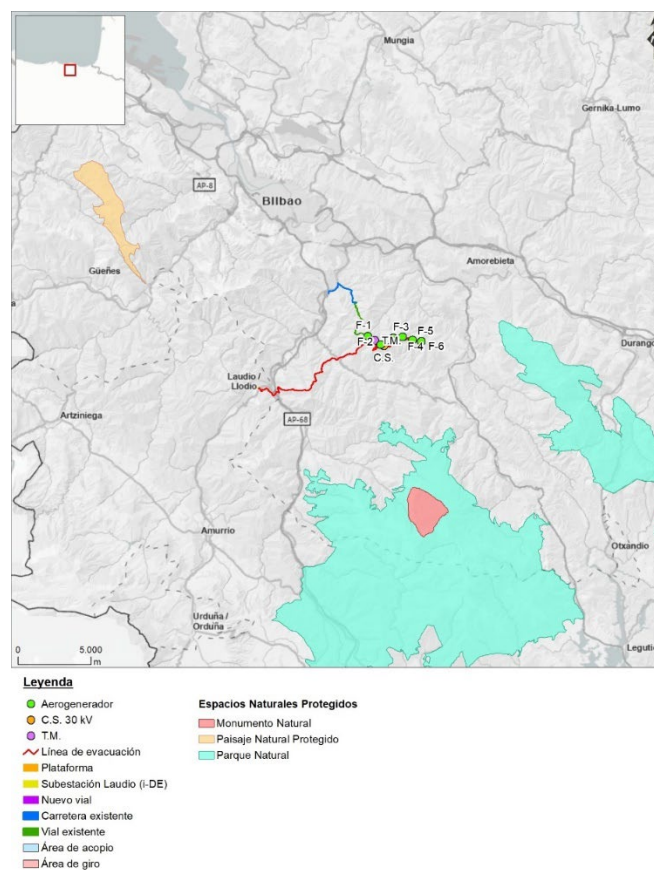 Mungia
Gernika-Lumo
AP-8
Bilbao
Güeñes
Amorebieta
F-1
F-3
F-5
F-2
T.M.
F-4
F-6
C.S.
Durango
Laudio /
Llodio
Artziniega
AP-68
Amurrio
Otxandio
Urduña /
Orduña
0
5.000
m
Leyenda
Aerogenerador
C.S. 30 kV
T.M.
Línea de evacuación
Plataforma
Subestación Laudio (i-DE)
Nuevo vial
Carretera existente
Vial existente
Área de acopio
Área de giro
Espacios Naturales Protegidos
Monumento Natural
Paisaje Natural Protegido
Parque Natural